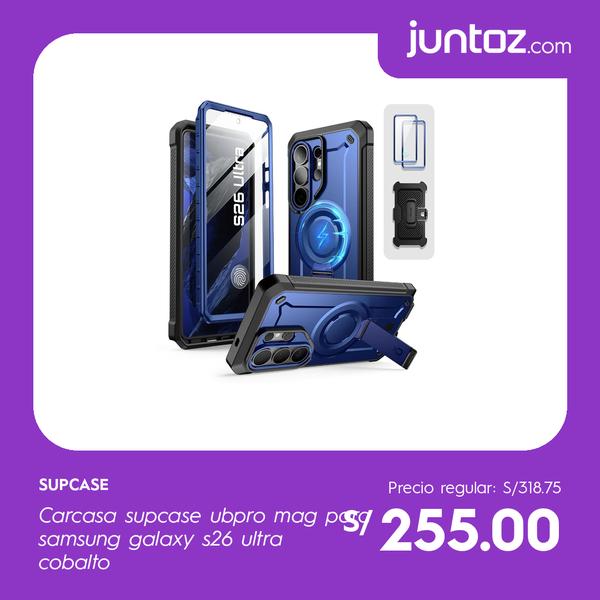 juntoz.com
S26 Ultra
SUPCASE
Carcasa supcase ubpro mag para
samsung galaxy s26 ultra
cobalto
Precio regular: S/318.75
S/ 255.00